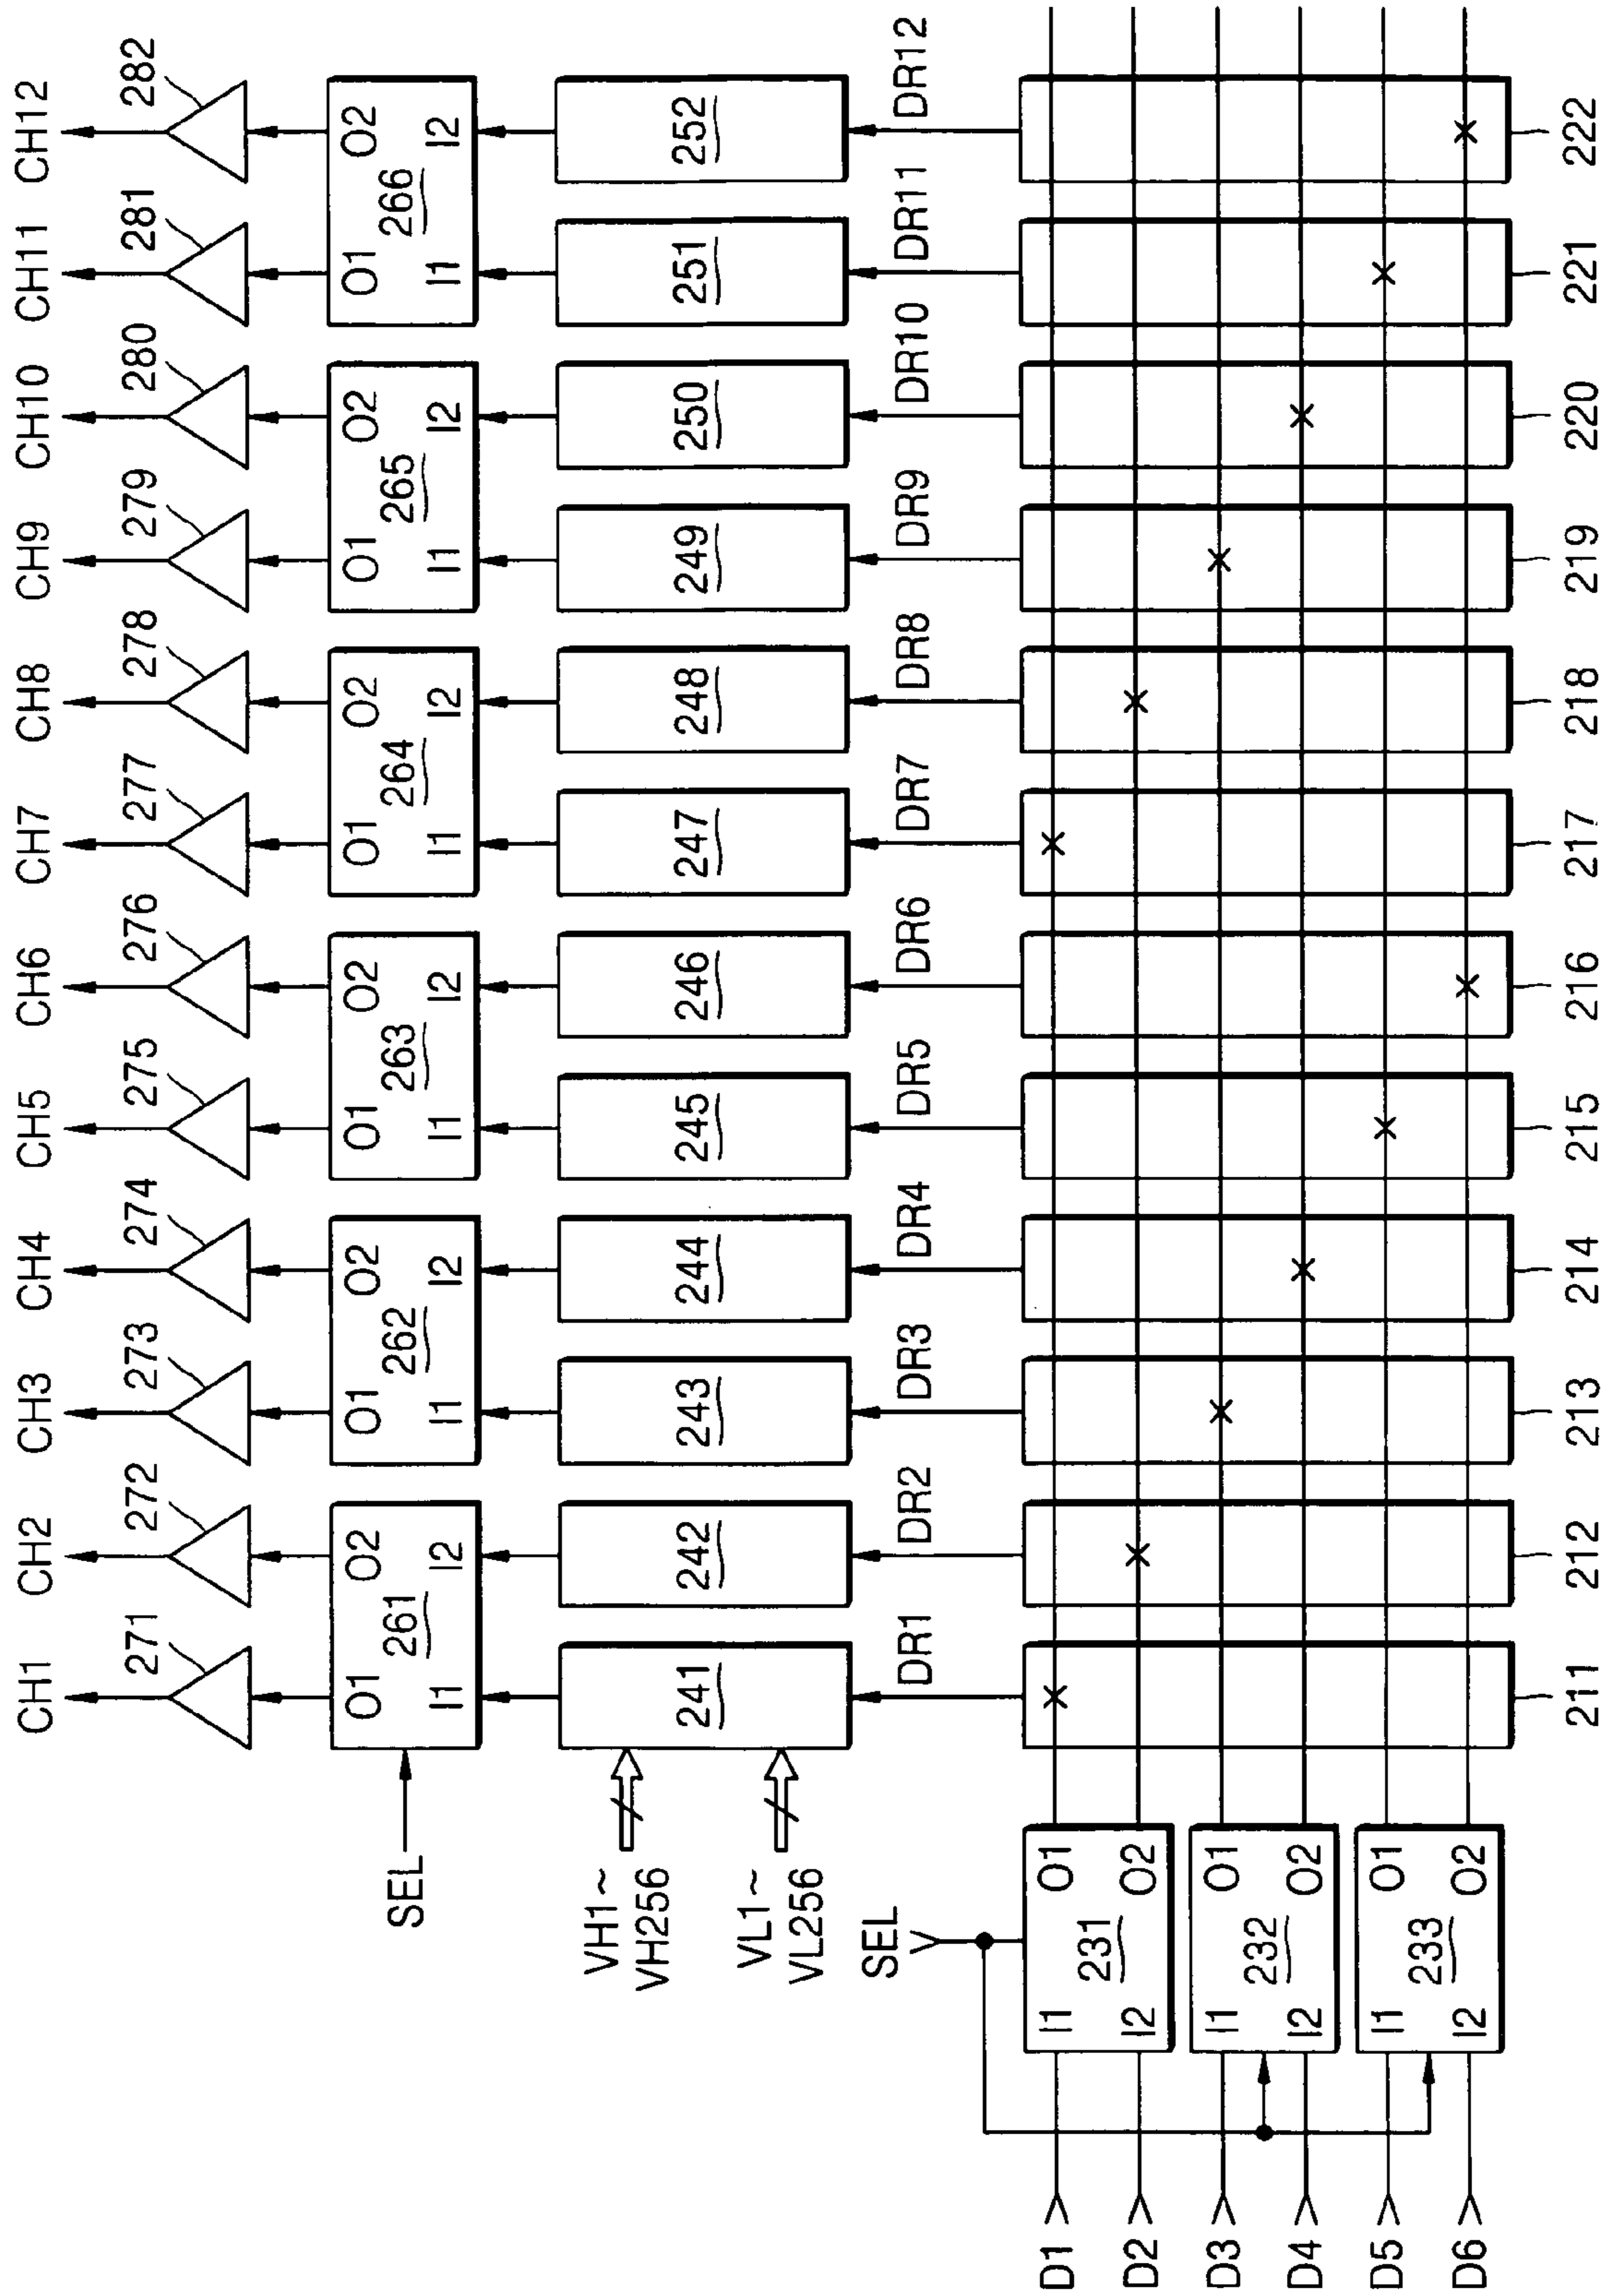 CH1 CH2 CH3 CH4 CH5 CH6 CH7 CH8 CH9 CH10 CH11 CH12
271 272 273 274 275 276 277 278 279 280 281 282
O1 O2 O1 O2 O1 O2 O1 O2 O1 O2 O1 O2
SEL 261 262 263 264 265 266
I1 I2 I1 I2 I1 I2 I1 I2 I1 I2 I1 I2
VH1~
VH256
241 242 243 244 245 246 247 248 249 250 251 252
VL1~
VL256
SEL DR1 DR2 DR3 DR4 DR5 DR6 DR7 DR8 DR9 DR10 DR11 DR12
D1 I1 O1
231
D2 I2 O2
D3 I1 O1
232
D4 I2 O2
D5 I1 O1
233
D6 I2 O2
211 212 213 214 215 216 217 218 219 220 221 222